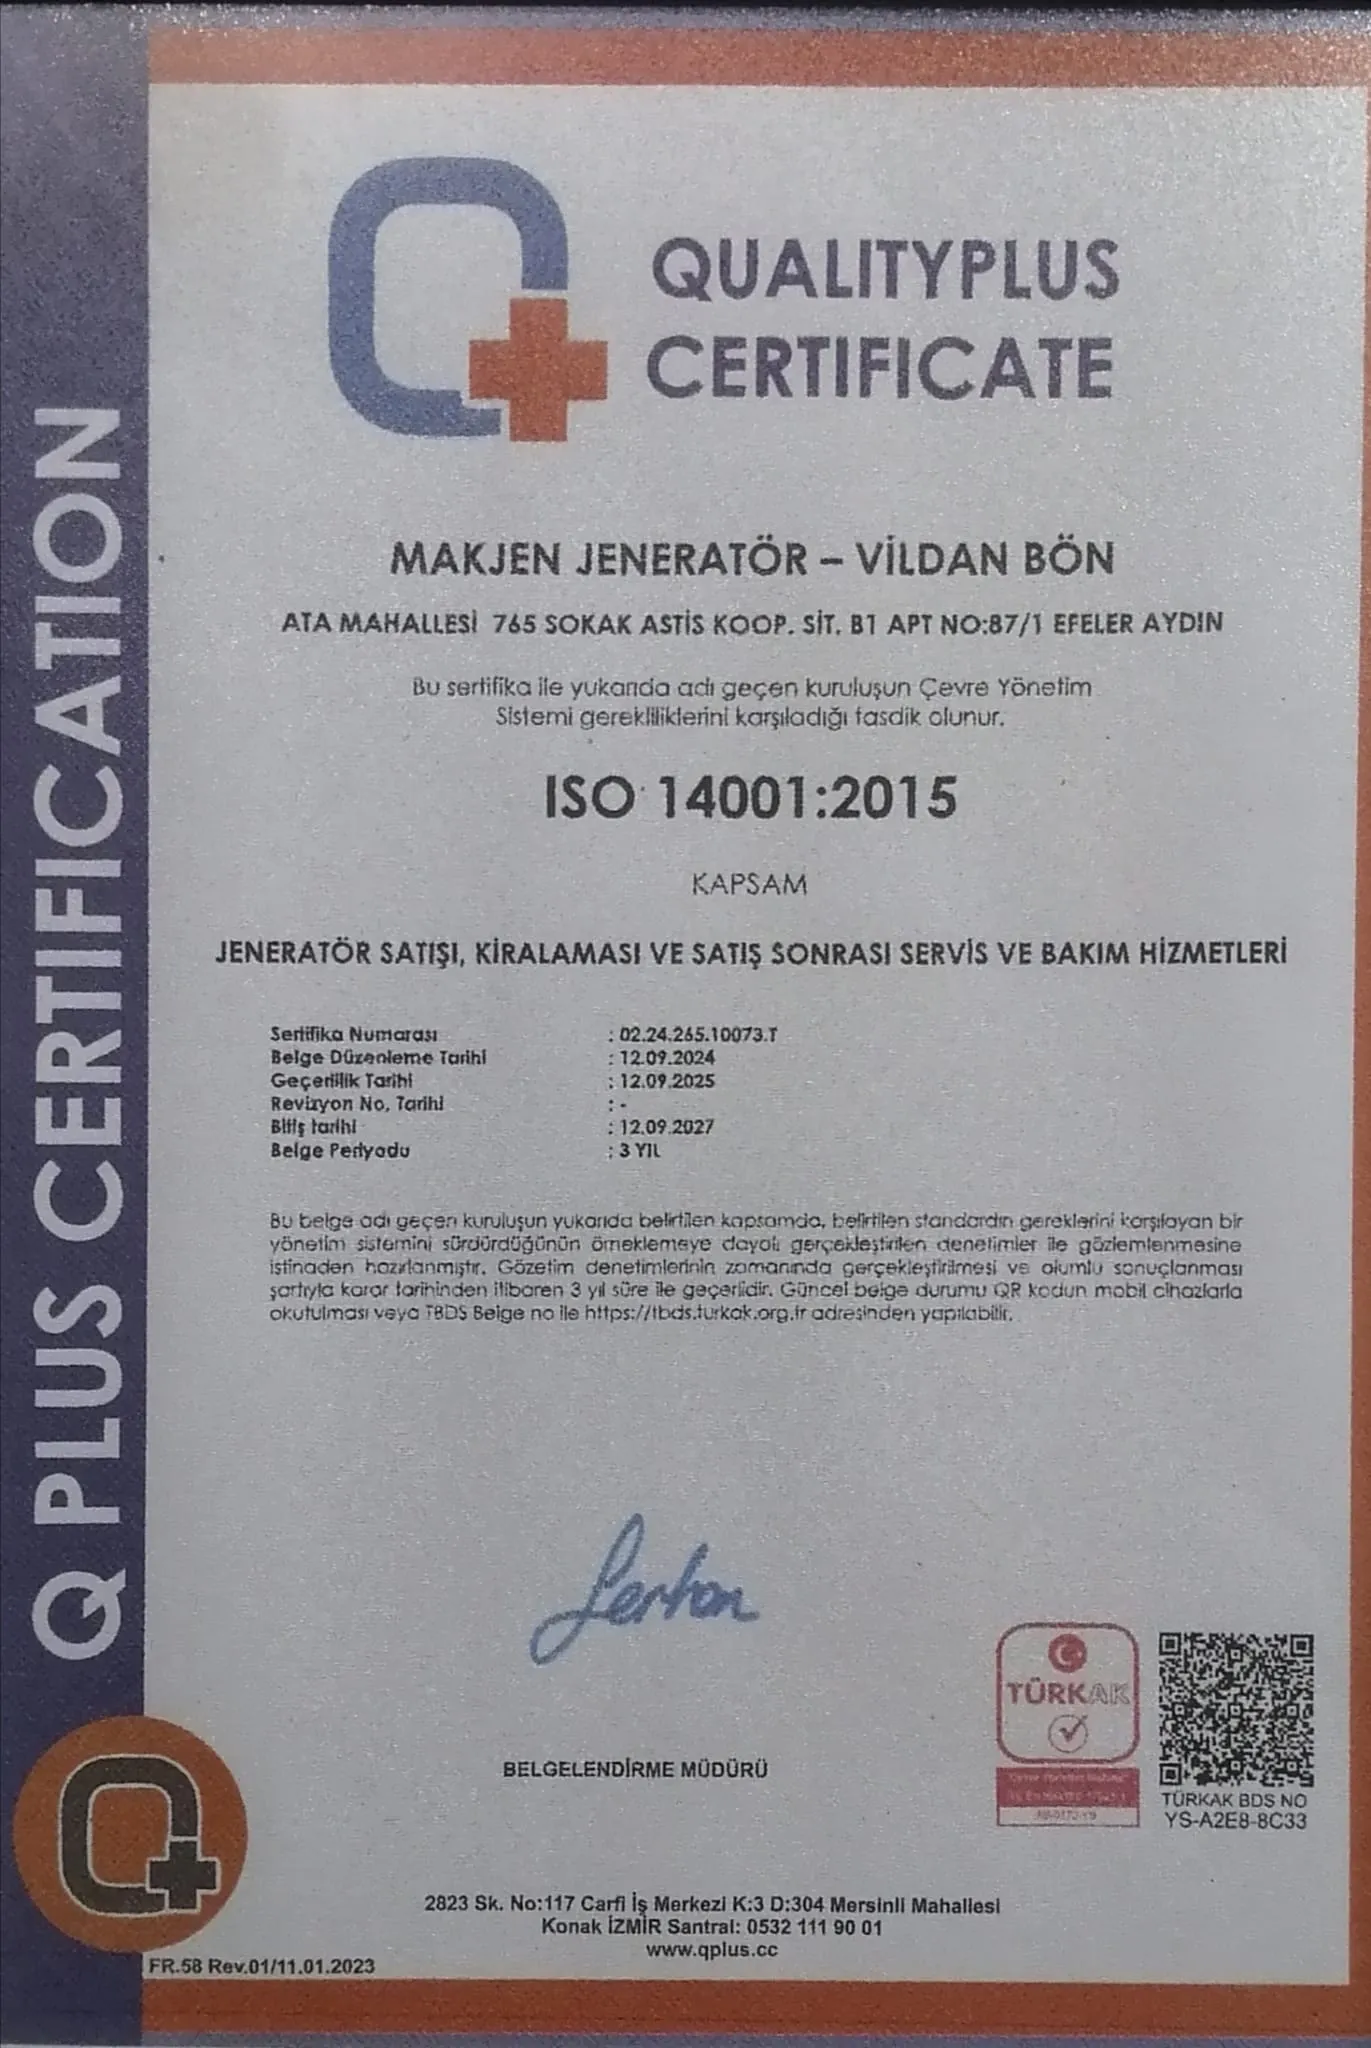 Q PLUS CERTIFICATION
QUALITYPLUS
CERTIFICATE
MAKJEN JENERATÖR – VİLDAN BÖN
ATA MAHALLESİ 765 SOKAK ASTİS KOOP. SİT. B1 APT NO:87/1 EFELER AYDIN
Bu sertifika ile yukarıda adı geçen kuruluşun Çevre Yönetim
Sistemi gerekliliklerini karşıladığı tasdik olunur.
ISO 14001:2015
KAPSAM
JENERATÖR SATIŞI, KİRALAMASI VE SATIŞ SONRASI SERVİS VE BAKIM HİZMETLERİ
Sertifika Numarası : 02.24.265.10073.T
Belge Düzenleme Tarihi : 12.09.2024
Geçerlilik Tarihi : 12.09.2025
Revizyon No, Tarihi : -
Bitiş tarihi : 12.09.2027
Belge Periyodu : 3 YIL
Bu belge adı geçen kuruluşun yukarıda belirtilen kapsamda, belirtilen standardın gereklerini karşılayan bir
yönetim sistemini sürdürdüğünün örneklemeye dayalı gerçekleştirilen denetimler ile gözlemlenmesine
istinaden hazırlanmıştır. Gözetim denetimlerinin zamanında gerçekleştirilmesi ve olumlu sonuçlanması
şartıyla karar tarihinden itibaren 3 yıl süre ile geçerlidir. Güncel belge durumu QR kodun mobil cihazlarla
okutulması veya TBDS Belge no ile https://tbds.turkak.org.tr adresinden yapılabilir.
BELGELENDİRME MÜDÜRÜ
TÜRKAK
TÜRKAK BDS NO
YS-A2E8-8C33
2823 Sk. No:117 Carfi İş Merkezi K:3 D:304 Mersinli Mahallesi
Konak İZMİR Santral: 0532 111 90 01
www.qplus.cc
FR.58 Rev.01/11.01.2023